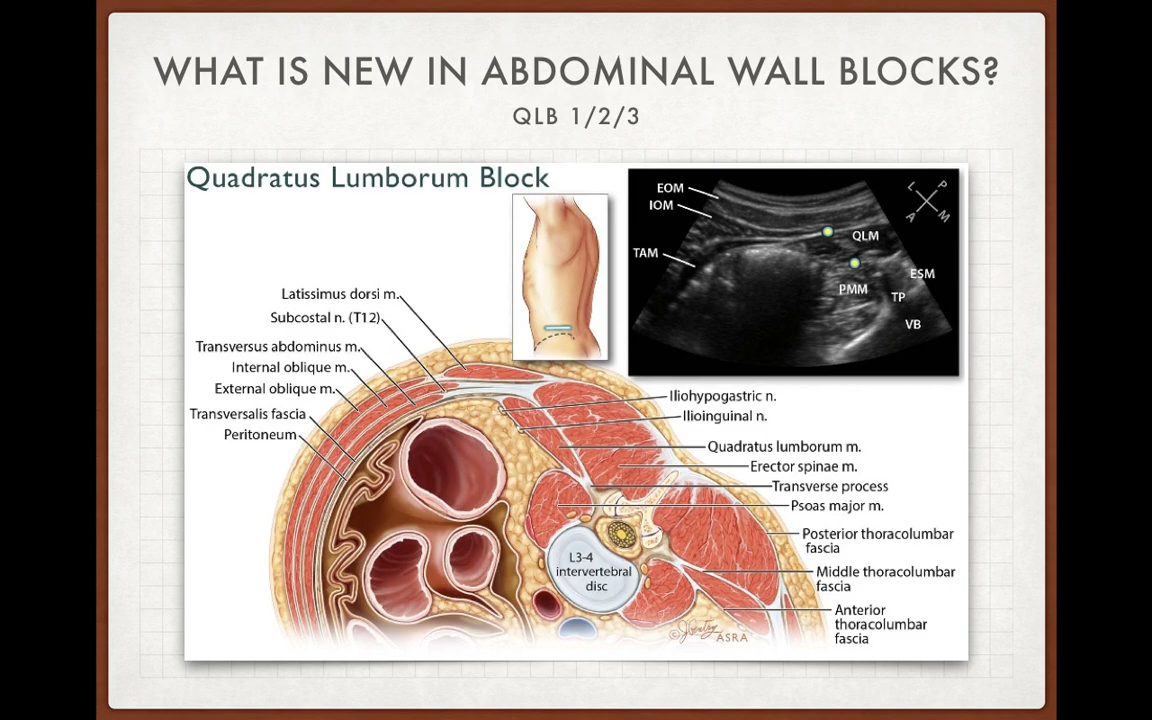 WHAT IS NEW IN ABDOMINAL WALL BLOCKS?
QLB 1/2/3
Quadratus Lumborum Block
EOM
IOM
TAM
QLM
PMM
ESM
TP
VB
L
P
A
M
Latissimus dorsi m.
Subcostal n. (T12)
Transversus abdominus m.
Internal oblique m.
External oblique m.
Transversalis fascia
Peritoneum
Iliohypogastric n.
Ilioinguinal n.
Quadratus lumborum m.
Erector spinae m.
Transverse process
Psoas major m.
Posterior thoracolumbar
fascia
Middle thoracolumbar
fascia
Anterior
thoracolumbar
fascia
L3-4
intervertebral
disc
ASRA